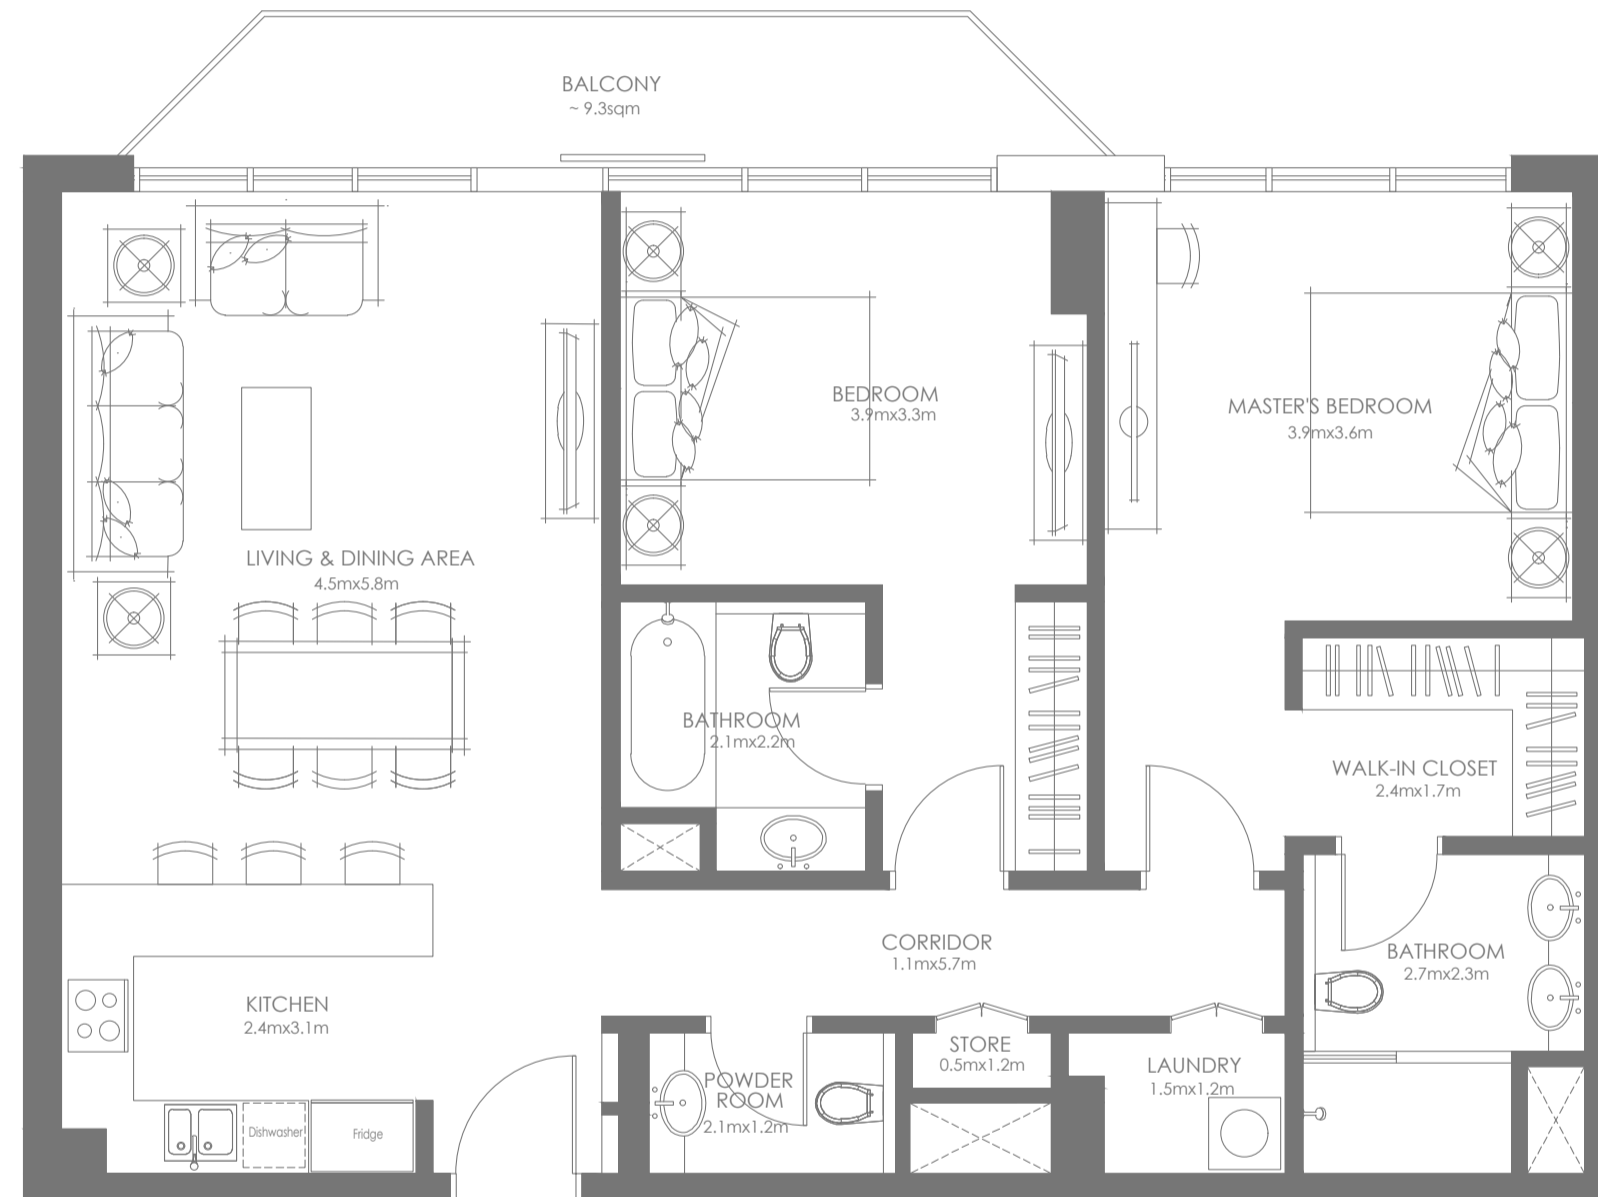 BALCONY
~ 9.3sqm
BEDROOM
3.9mx3.3m
MASTER'S BEDROOM
3.9mx3.6m
LIVING & DINING AREA
4.5mx5.8m
BATHROOM
2.1mx2.2m
WALK-IN CLOSET
2.4mx1.7m
CORRIDOR
1.1mx5.7m
BATHROOM
2.7mx2.3m
KITCHEN
2.4mx3.1m
STORE
0.5mx1.2m
LAUNDRY
1.5mx1.2m
POWDER
ROOM
2.1mx1.2m
Dishwasher
Fridge